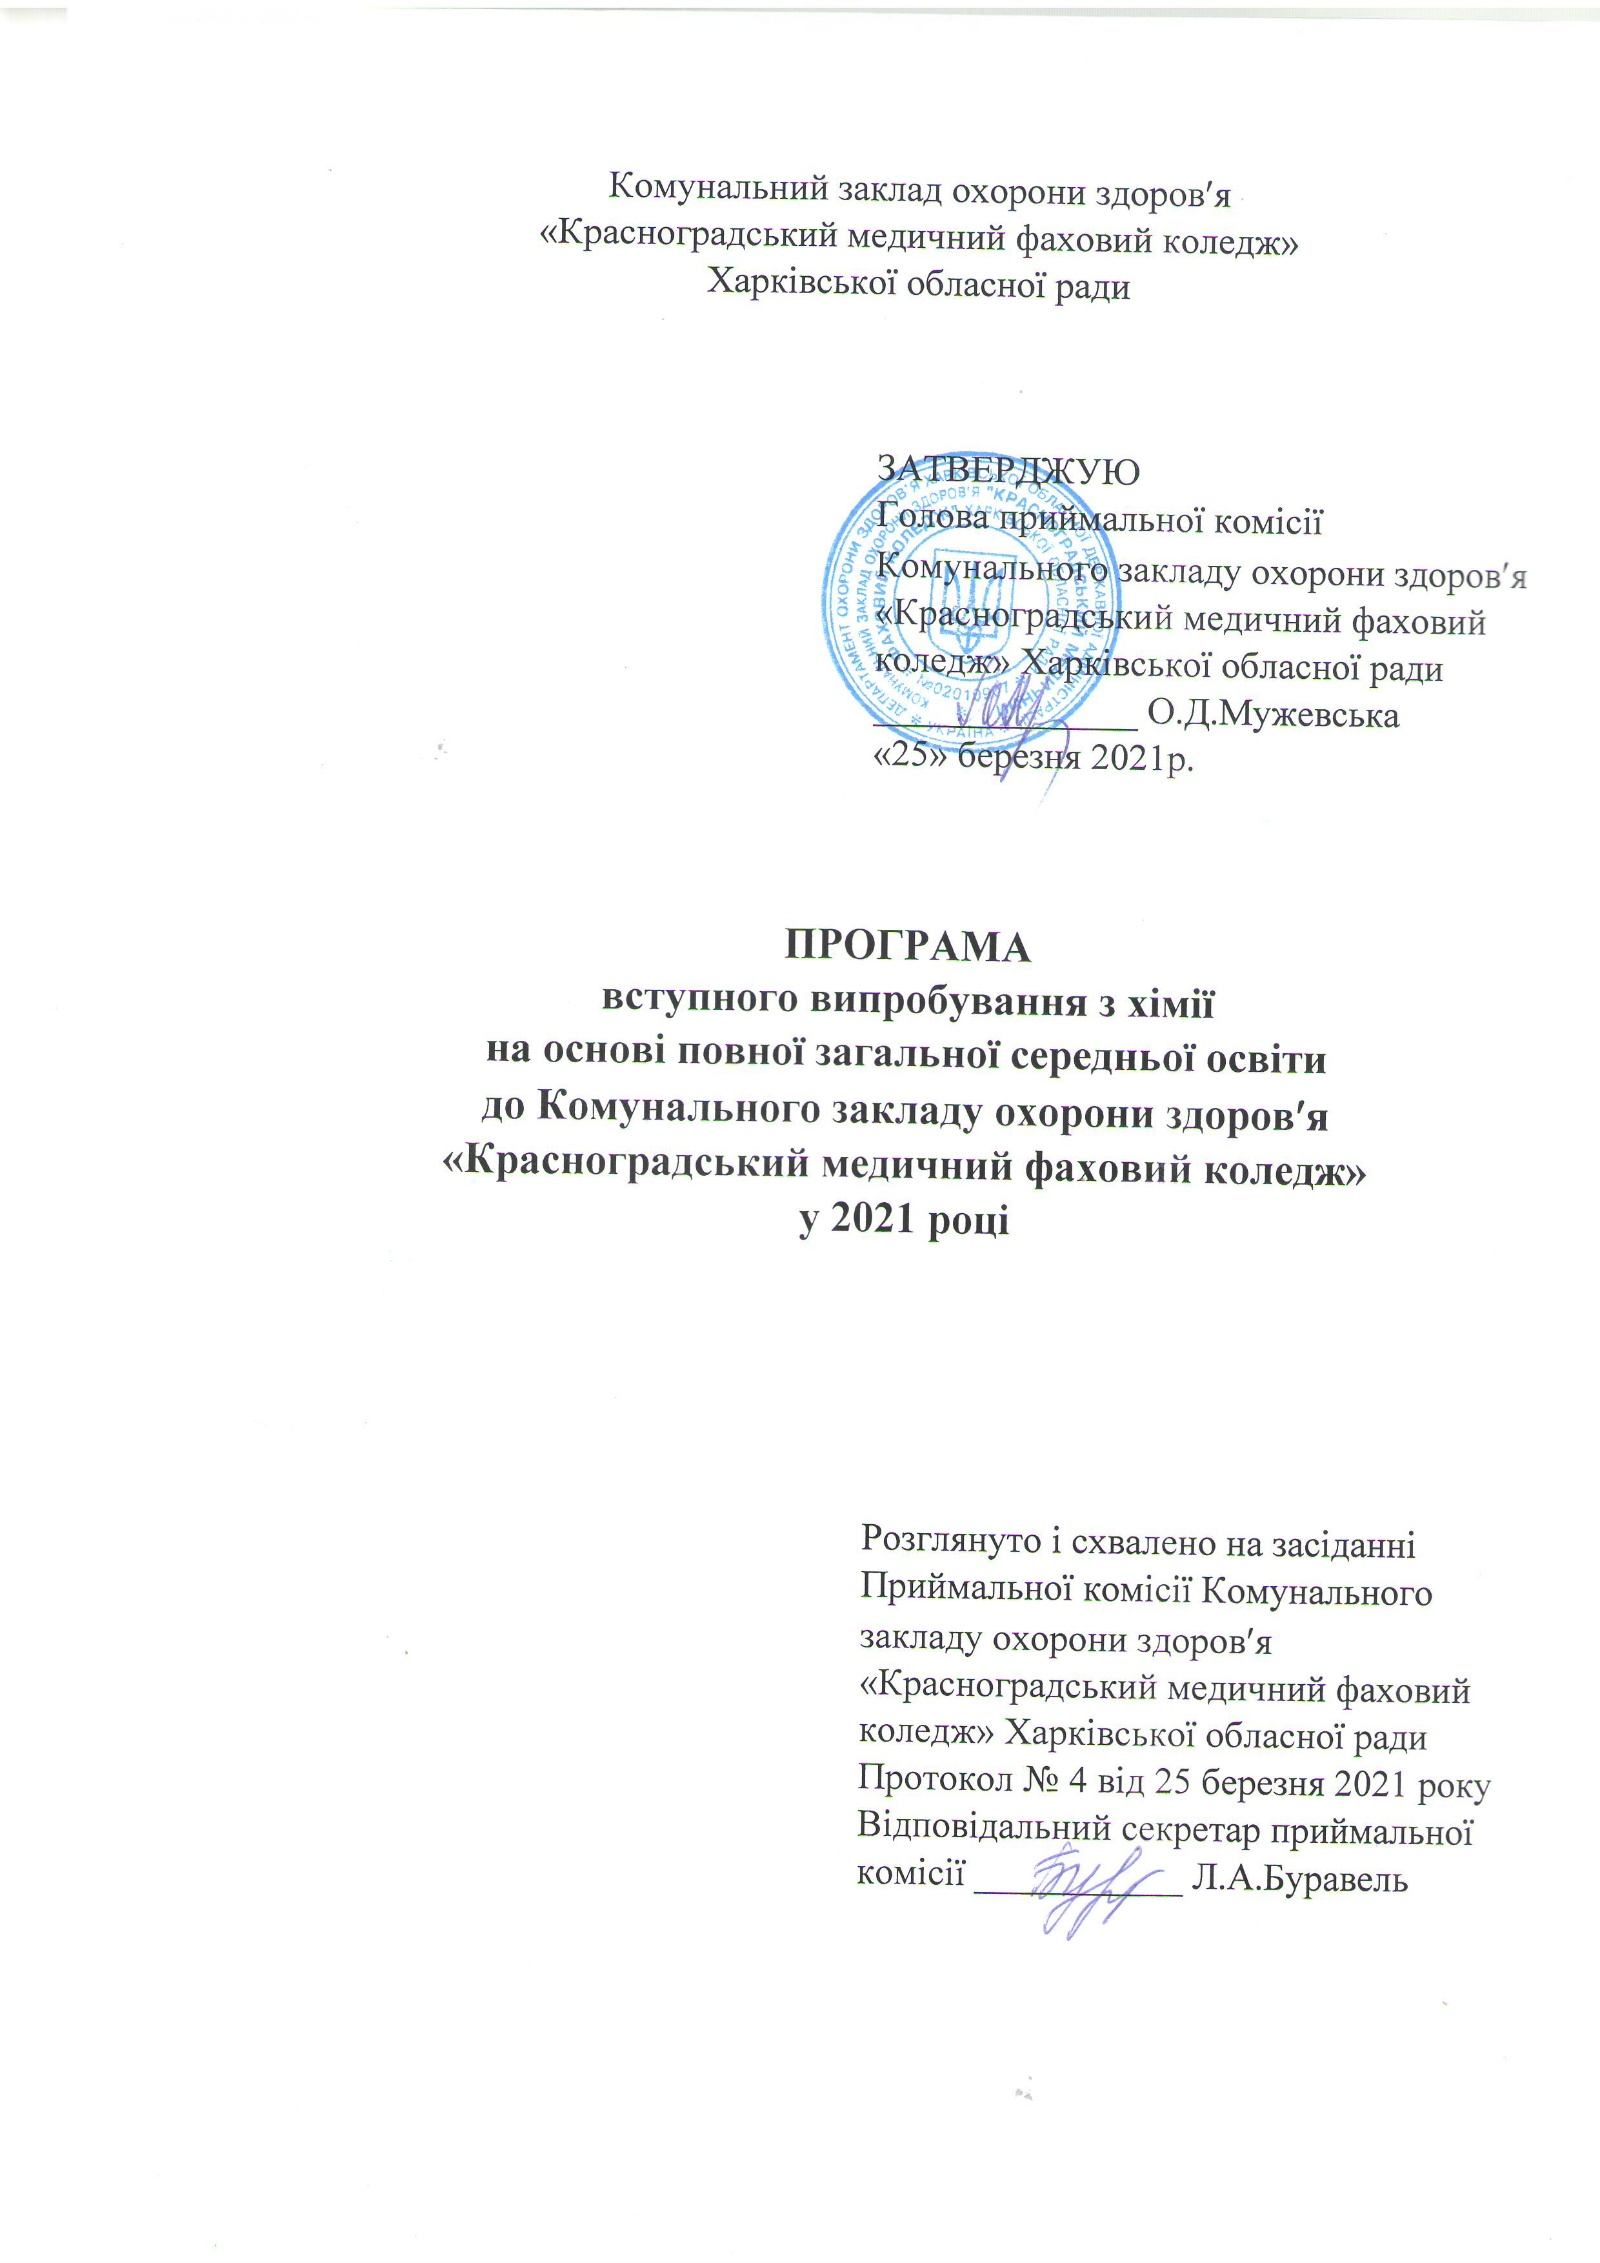 Комунальний заклад охорони здоров′я
«Красноградський медичний фаховий коледж»
Харківської обласної ради
ЗАТВЕРДЖУЮ
Голова приймальної комісії
Комунального закладу охорони здоров′я
«Красноградський медичний фаховий
коледж» Харківської обласної ради
______________ О.Д.Мужевська
«25» березня 2021р.
ПРОГРАМА
вступного випробування з хімії
на основі повної загальної середньої освіти
до Комунального закладу охорони здоров′я
«Красноградський медичний фаховий коледж»
у 2021 році
Розглянуто і схвалено на засіданні
Приймальної комісії Комунального
закладу охорони здоров′я
«Красноградський медичний фаховий
коледж» Харківської обласної ради
Протокол № 4 від 25 березня 2021 року
Відповідальний секретар приймальної
комісії ___________ Л.А.Буравель